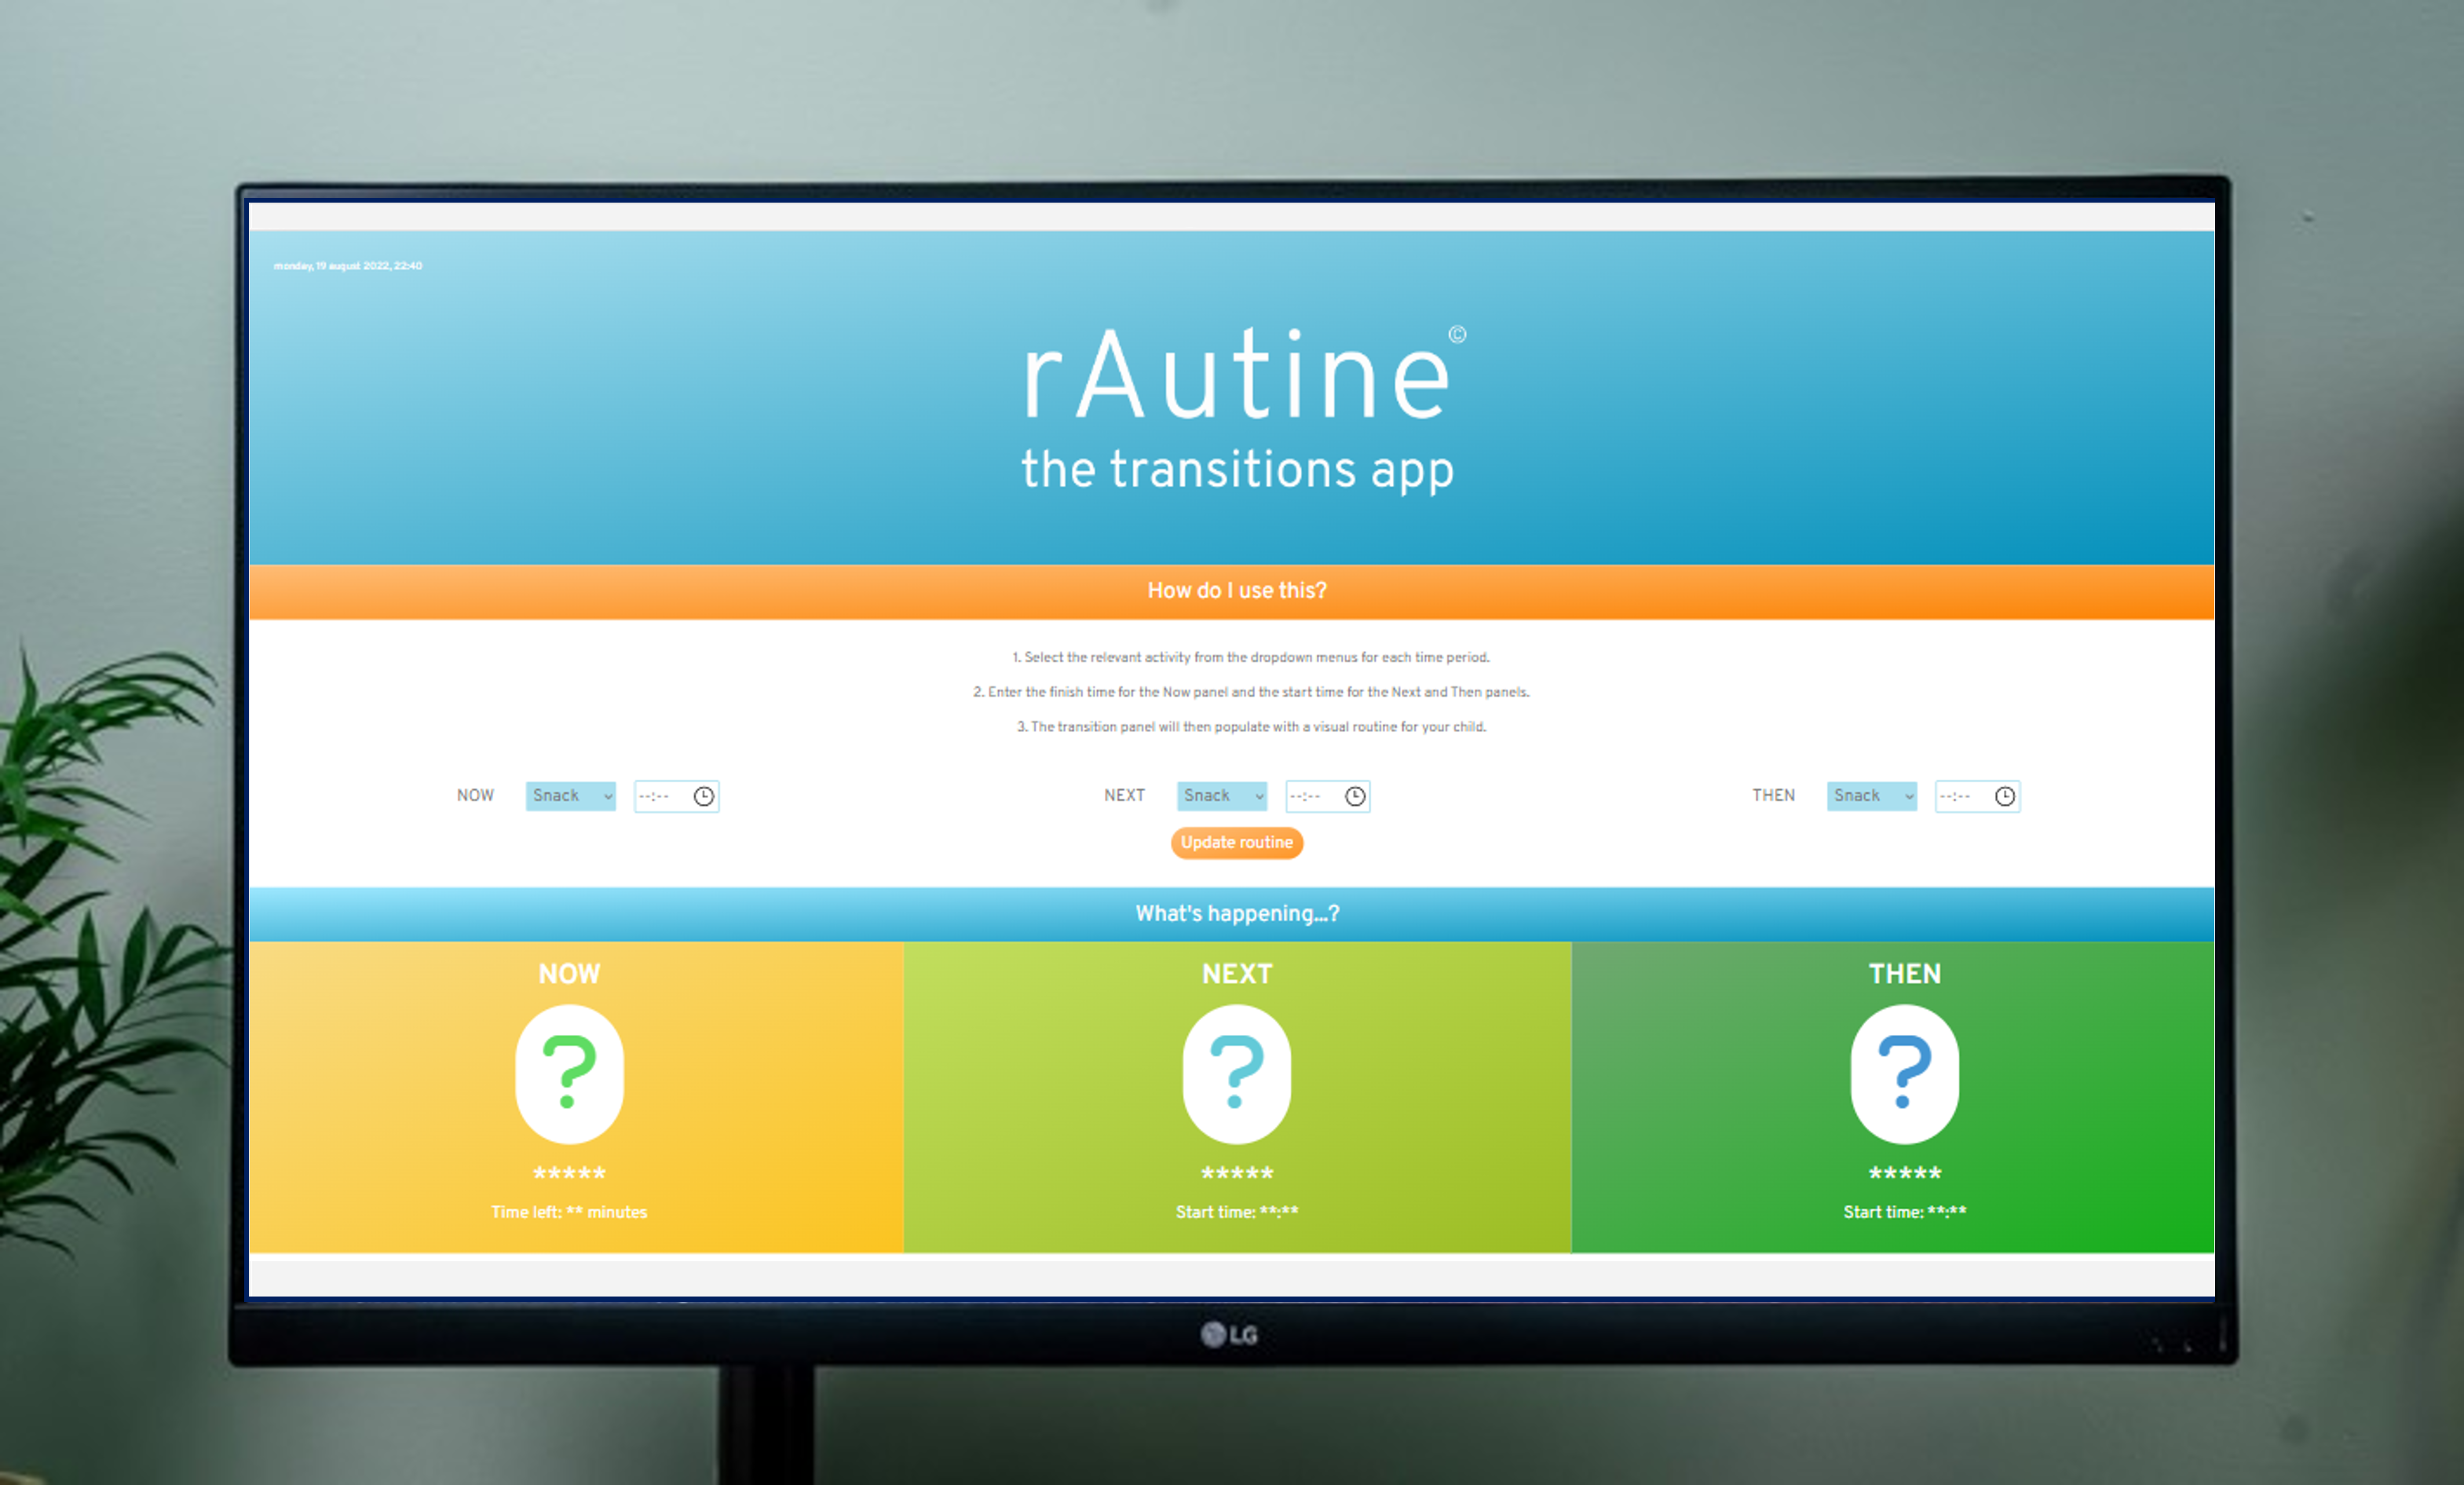 monday, 19 august 2022, 22:40
rAutine©
the transitions app
How do I use this?
1. Select the relevant activity from the dropdown menus for each time period.
2. Enter the finish time for the Now panel and the start time for the Next and Then panels.
3. The transition panel will then populate with a visual routine for your child.
NOW Snack --:-- NEXT Snack --:-- THEN Snack --:--
Update routine
What's happening...?
NOW NEXT THEN
? ? ?
***** ***** *****
Time left: ** minutes Start time: **:** Start time: **:**
LG